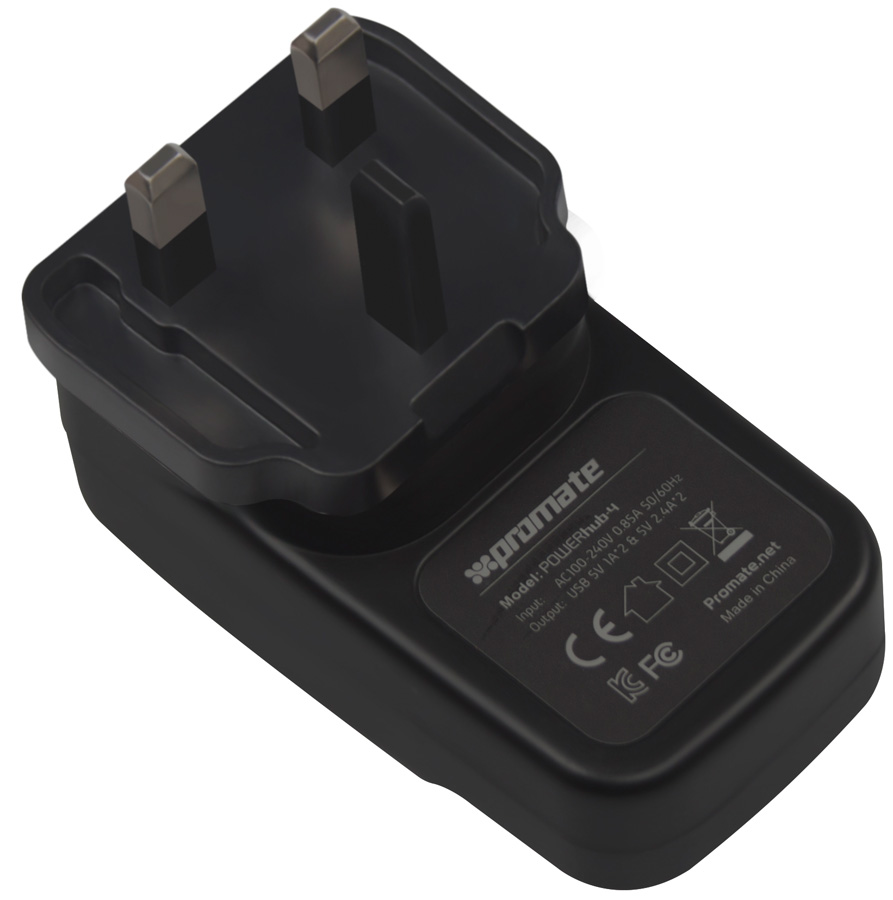 promate
Model: POWERhub-4
Input: AC100-240V 0.85A 50/60Hz
Output: USB 5V 1A*2 & 5V 2.4A*2
CE
FC
Promate.net
Made in China